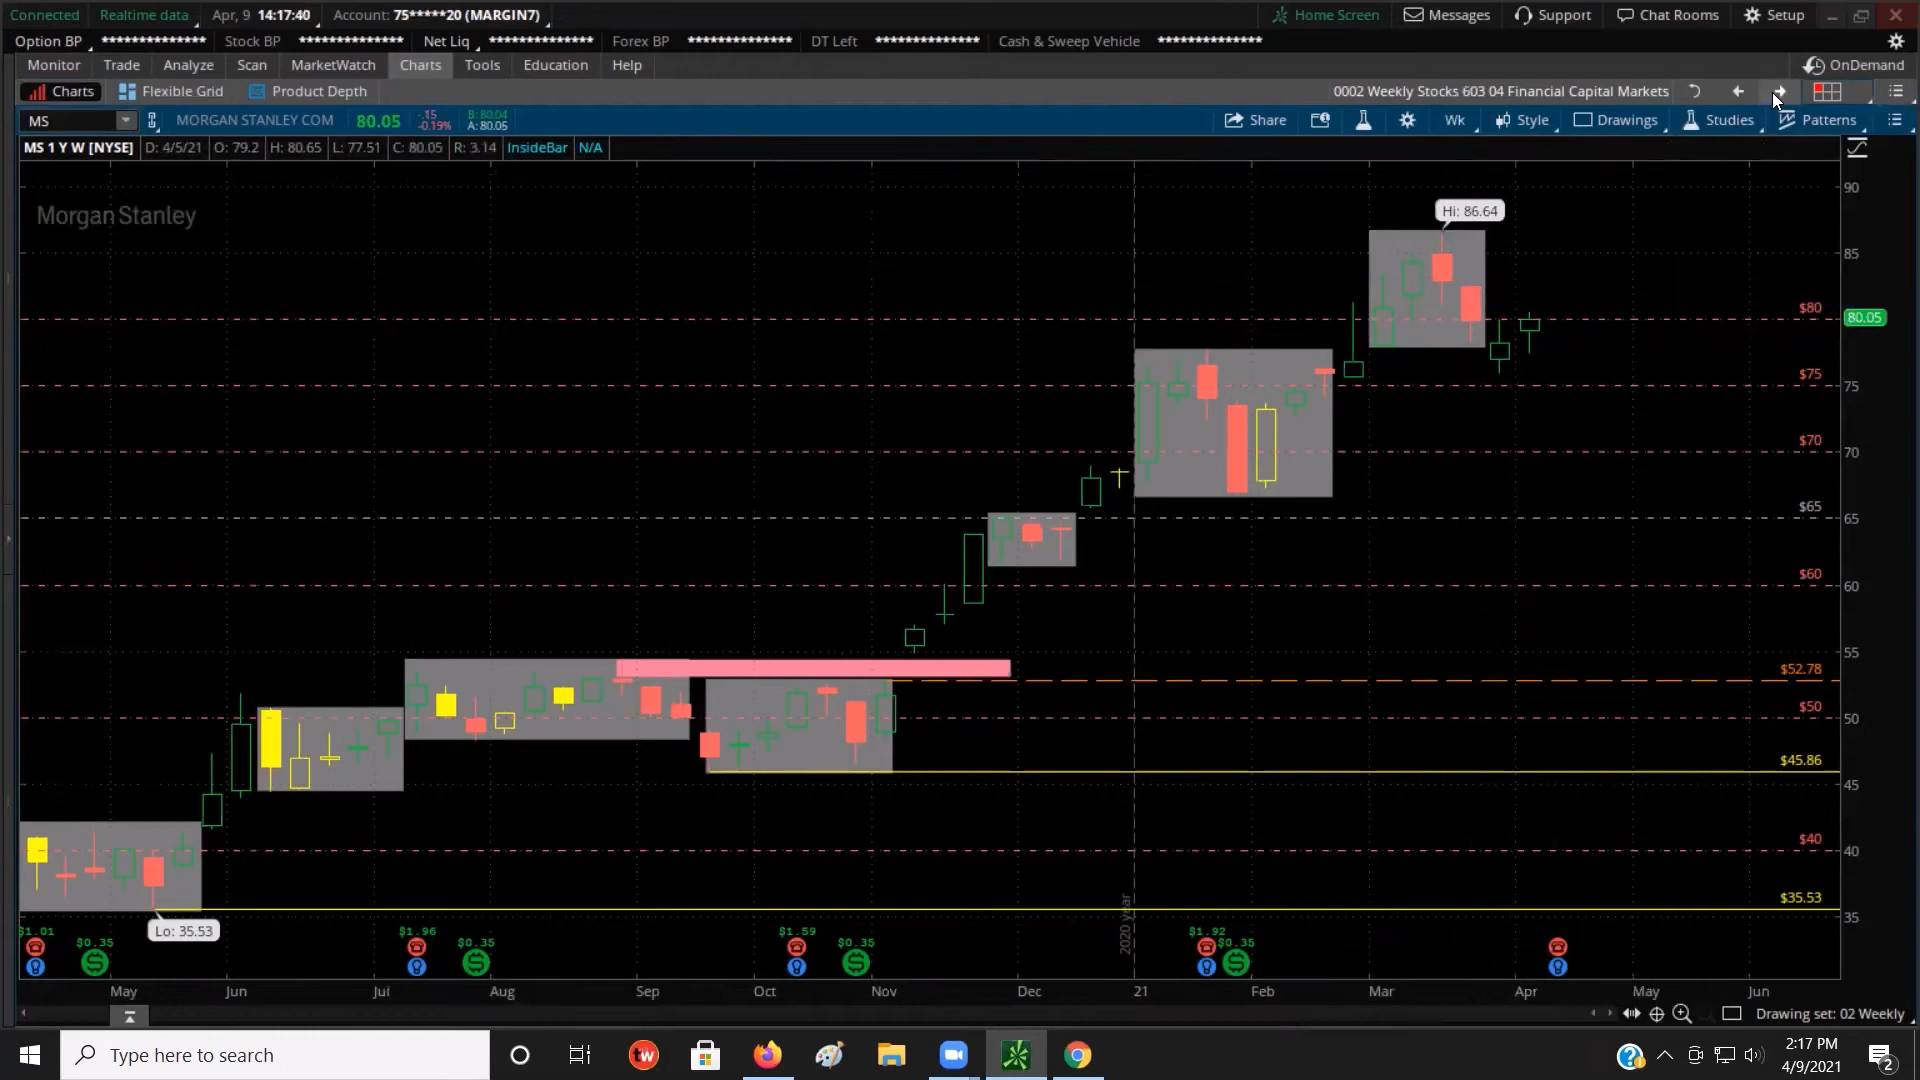 Connected Realtime data Apr, 9 14:17:40 Account: 75*****20 (MARGIN7) Home Screen Messages Support Chat Rooms Setup
Option BP ************** Stock BP ************** Net Liq ************** Forex BP ************** DT Left ************** Cash & Sweep Vehicle **************
Monitor Trade Analyze Scan MarketWatch Charts Tools Education Help OnDemand
Charts Flexible Grid Product Depth 0002 Weekly Stocks 603 04 Financial Capital Markets
MS MORGAN STANLEY COM 80.05 -.15 -0.19% B: 80.04 A: 80.05 Share Wk Style Drawings Studies Patterns
MS 1 Y W [NYSE] D: 4/5/21 O: 79.2 H: 80.65 L: 77.51 C: 80.05 R: 3.14 InsideBar N/A
90
Morgan Stanley
Hi: 86.64
85
$80 80.05
$75 75
$70 70
$65 65
$60 60
55
$52.78
$50 50
$45.86
45
$40 40
$35.53
35
Lo: 35.53
2020 year
$1.01 $0.35 $1.96 $0.35 $1.59 $0.35 $1.92 $0.35
May Jun Jul Aug Sep Oct Nov Dec 21 Feb Mar Apr May Jun
Drawing set: 02 Weekly
Type here to search
tw
2:17 PM
4/9/2021
2